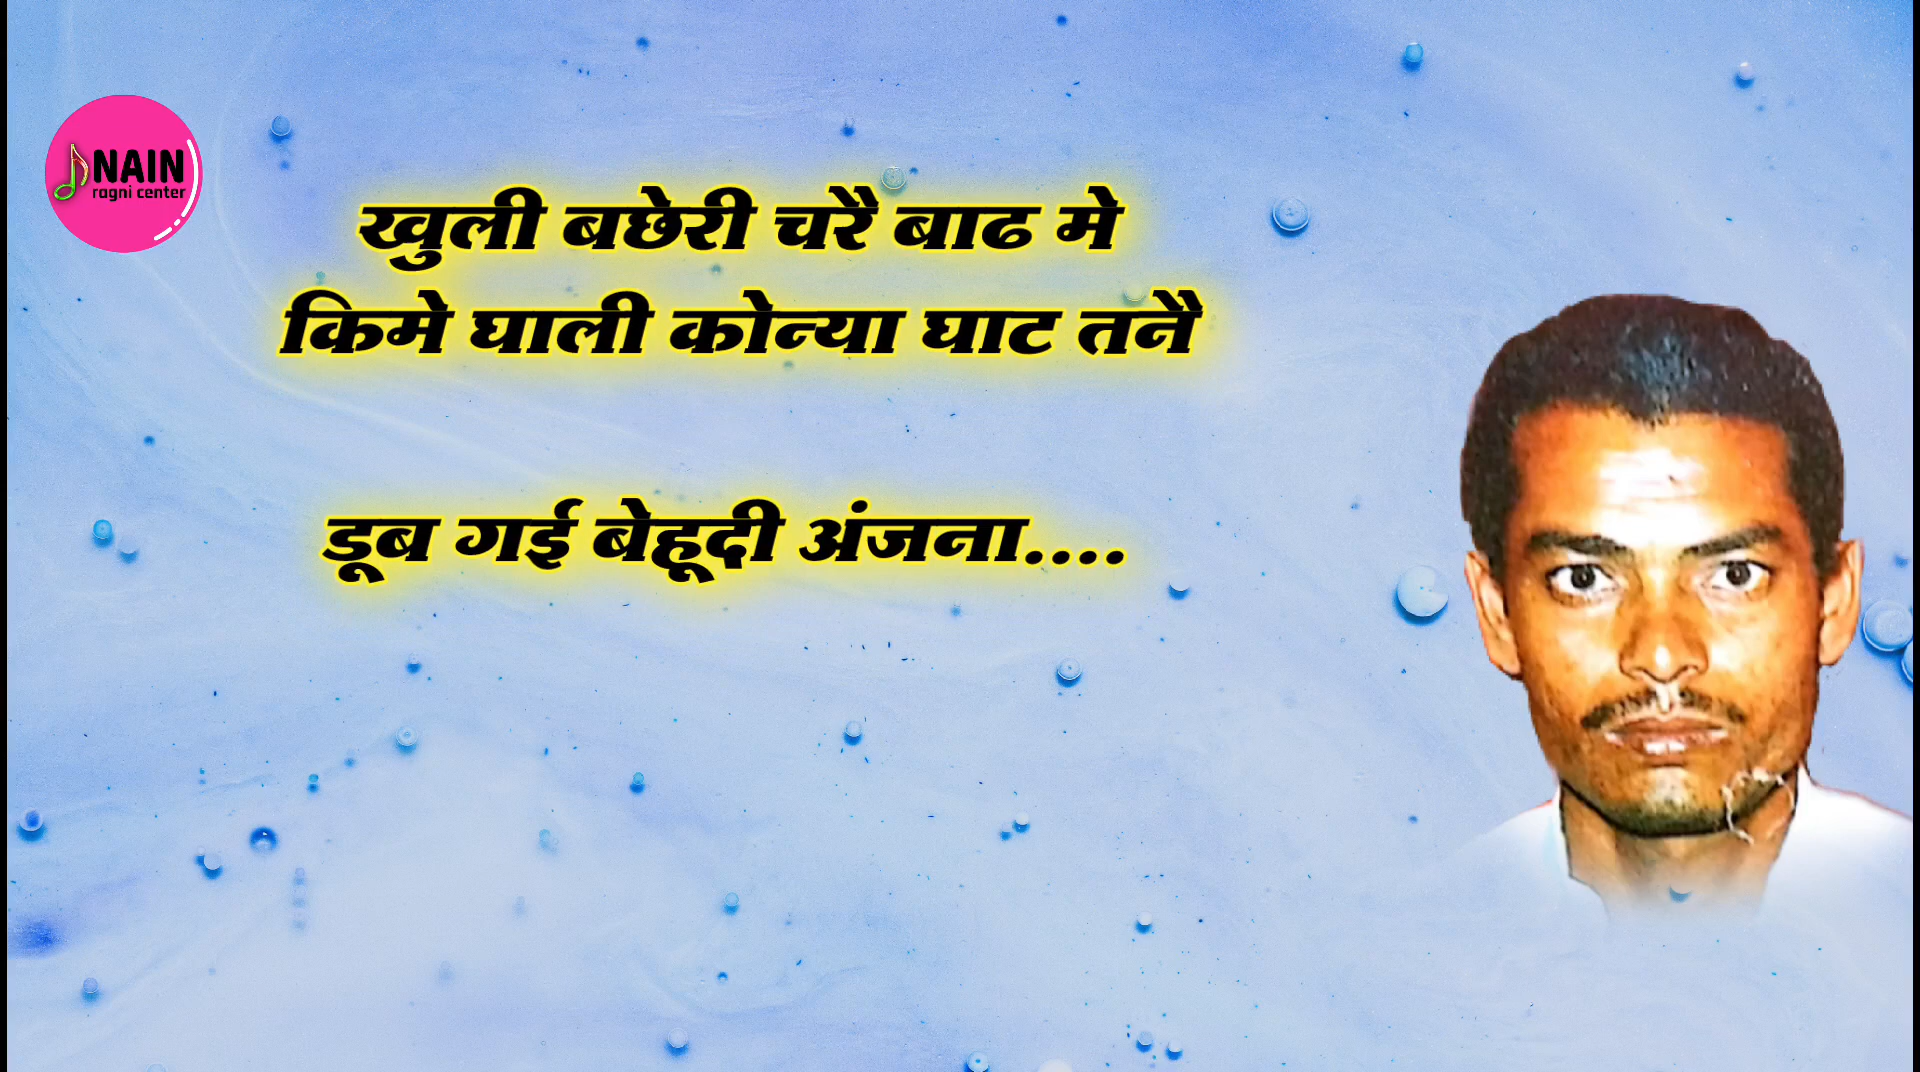 NAIN
ragni center
खुली बछेरी चरै बाढ मे
किमे घाली कोन्या घाट तनै
डूब गई बेहूदी अंजना....